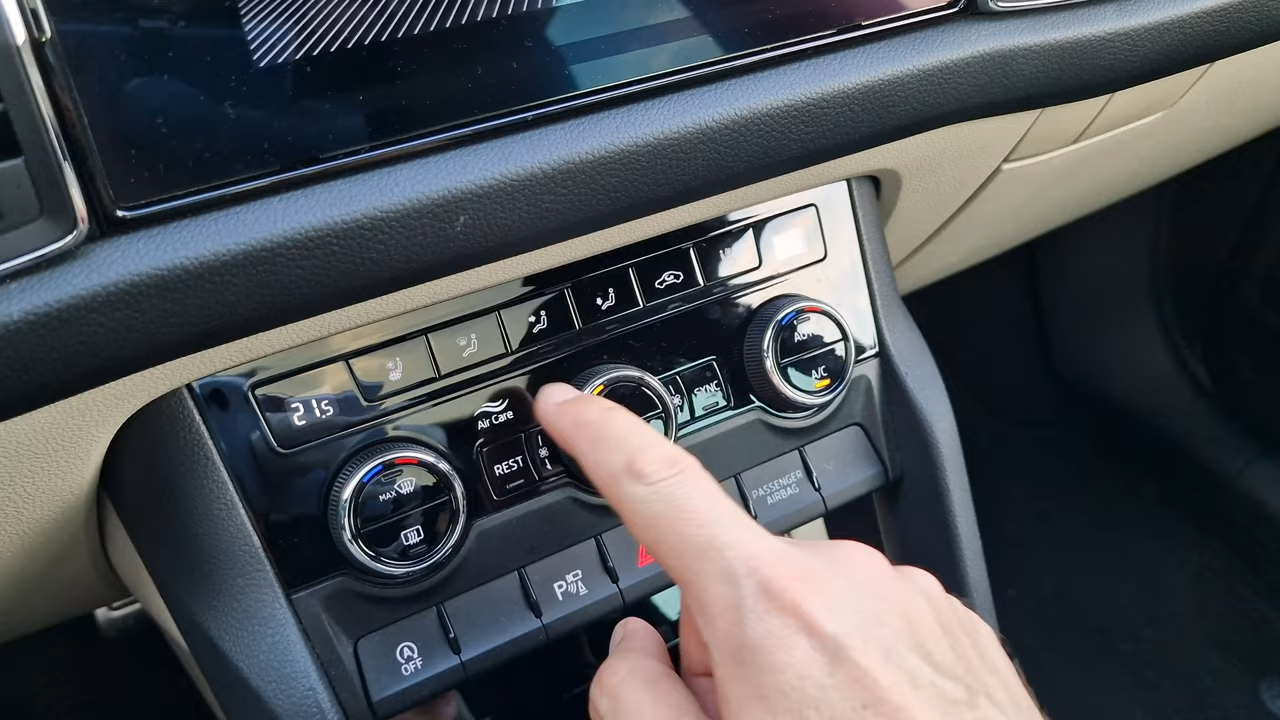 21.5
Air Care
REST
SYNC
AUTO
A/C
MAX
PASSENGER
AIRBAG
P
A
OFF